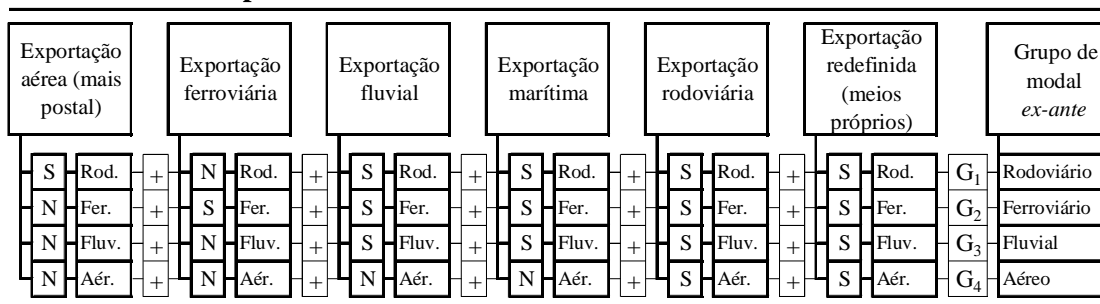 Exportação
aérea (mais
postal)
Exportação
ferroviária
Exportação
fluvial
Exportação
marítima
Exportação
rodoviária
Exportação
redefinida
(meios
próprios)
Grupo de
modal
ex-ante
S Rod. + N Rod. + S Rod. + S Rod. + S Rod. + S Rod. G1 Rodoviário
N Fer. + S Fer. + S Fer. + S Fer. + S Fer. + S Fer. G2 Ferroviário
N Fluv. + N Fluv. + S Fluv. + S Fluv. + S Fluv. + S Fluv. G3 Fluvial
N Aér. + N Aér. + N Aér. + N Aér. + S Aér. + S Aér. G4 Aéreo